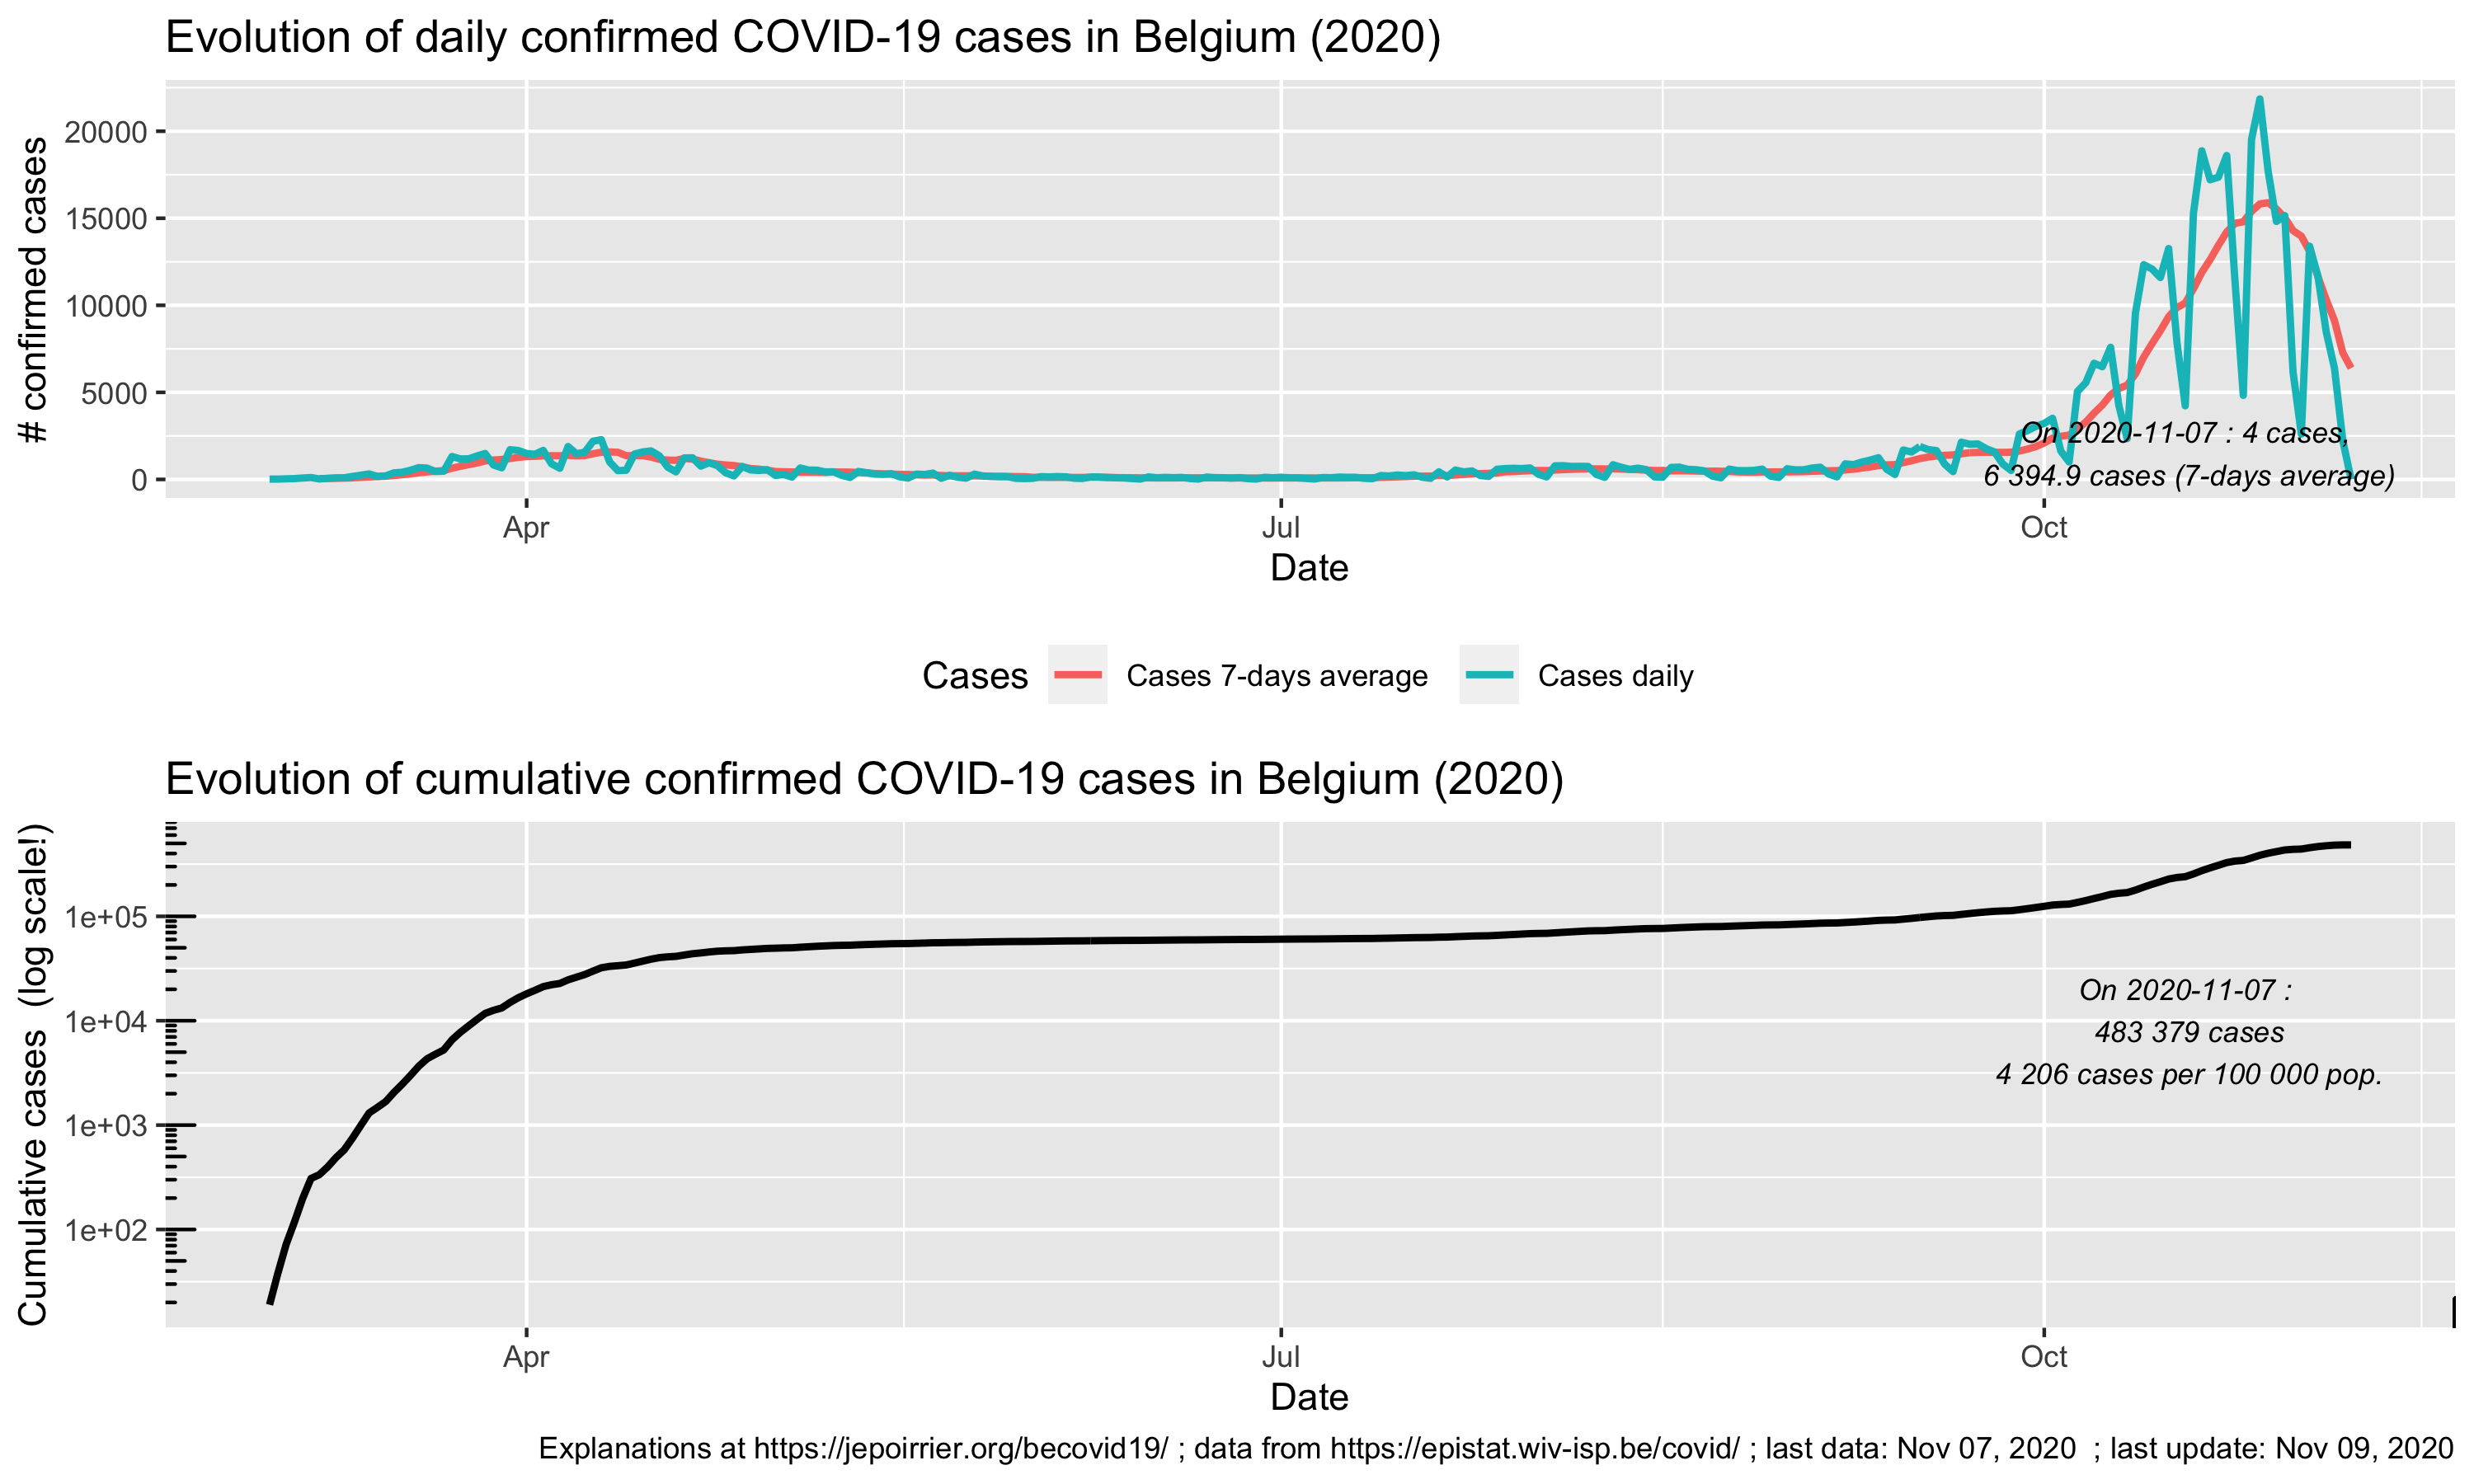 Evolution of daily confirmed COVID-19 cases in Belgium (2020)
# confirmed cases
20000
15000
10000
5000
0
On 2020-11-07 : 4 cases,
6 394.9 cases (7-days average)
Apr
Jul
Oct
Date
Cases
Cases 7-days average
Cases daily
Evolution of cumulative confirmed COVID-19 cases in Belgium (2020)
Cumulative cases (log scale!)
1e+05
1e+04
1e+03
1e+02
On 2020-11-07 :
483 379 cases
4 206 cases per 100 000 pop.
Apr
Jul
Oct
Date
Explanations at https://jepoirrier.org/becovid19/ ; data from https://epistat.wiv-isp.be/covid/ ; last data: Nov 07, 2020 ; last update: Nov 09, 2020